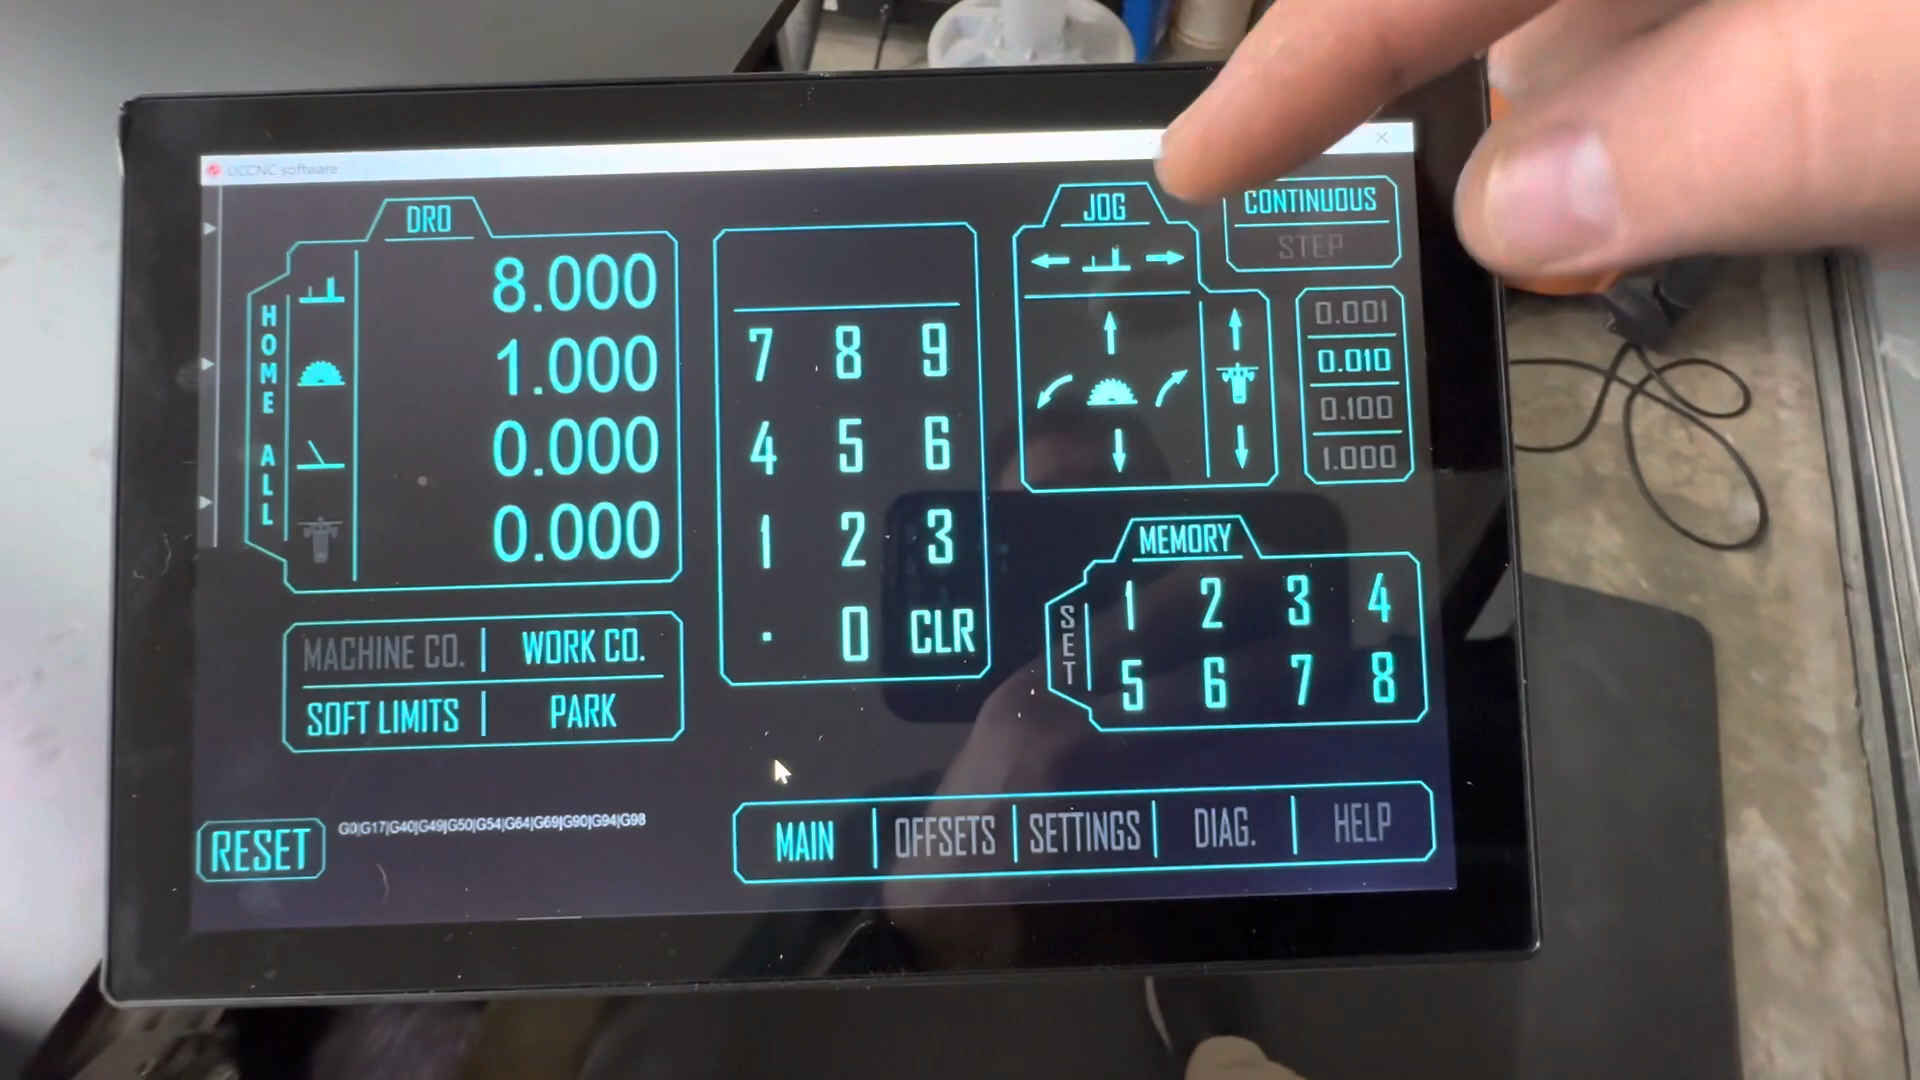 UCCNC software
DRO
HOME ALL
8.000
1.000
0.000
0.000
MACHINE CO. WORK CO.
SOFT LIMITS PARK
RESET
G0|G17|G40|G49|G50|G54|G64|G69|G90|G94|G98
7 8 9
4 5 6
1 2 3
. 0 CLR
JOG
CONTINUOUS
STEP
0.001
0.010
0.100
1.000
MEMORY
SET
1 2 3 4
5 6 7 8
MAIN OFFSETS SETTINGS DIAG. HELP